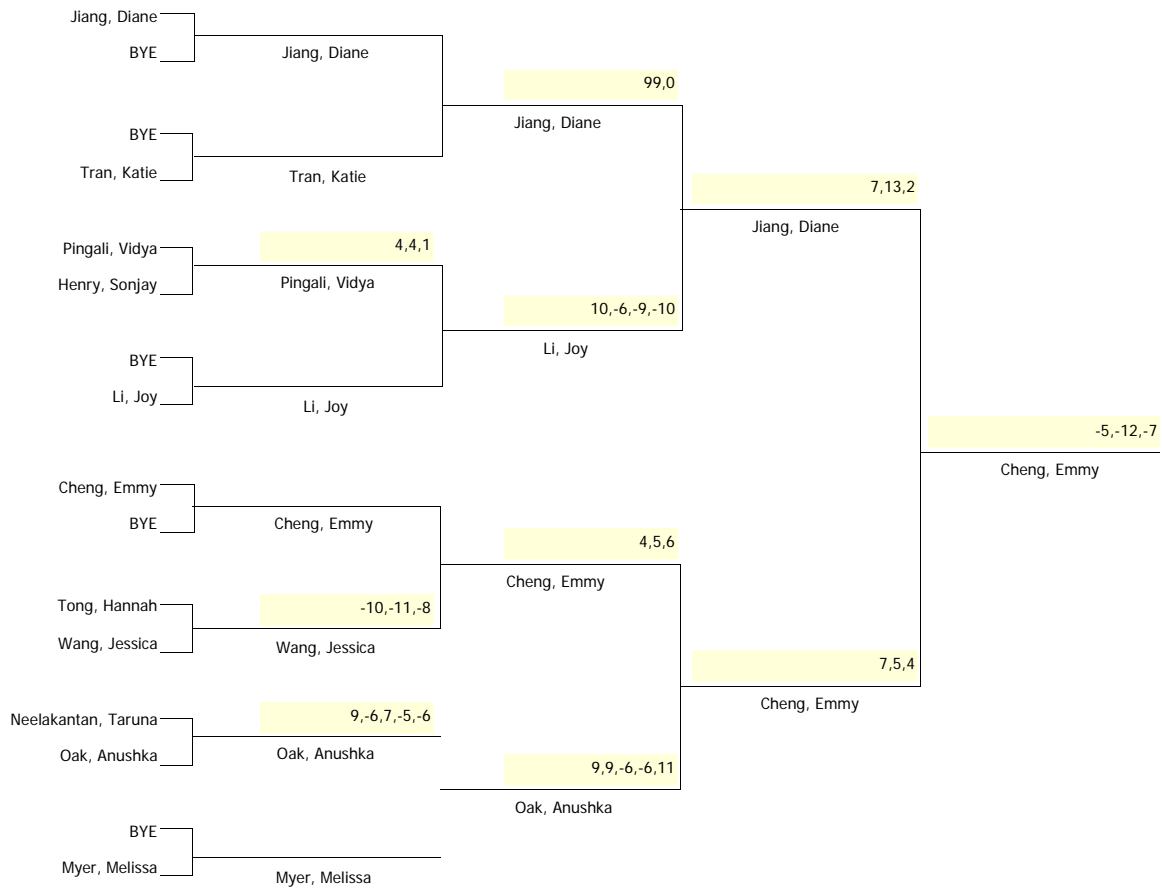 Jiang, Diane
BYE
Jiang, Diane
99,0
Jiang, Diane
BYE
Tran, Katie
Tran, Katie
7,13,2
Jiang, Diane
Pingali, Vidya
4,4,1
Henry, Sonjay
Pingali, Vidya
10,-6,-9,-10
Li, Joy
BYE
Li, Joy
Li, Joy
-5,-12,-7
Cheng, Emmy
Cheng, Emmy
BYE
Cheng, Emmy
4,5,6
Cheng, Emmy
Tong, Hannah
-10,-11,-8
Wang, Jessica
Wang, Jessica
7,5,4
Cheng, Emmy
Neelakantan, Taruna
9,-6,7,-5,-6
Oak, Anushka
Oak, Anushka
9,9,-6,-6,11
Oak, Anushka
BYE
Myer, Melissa
Myer, Melissa